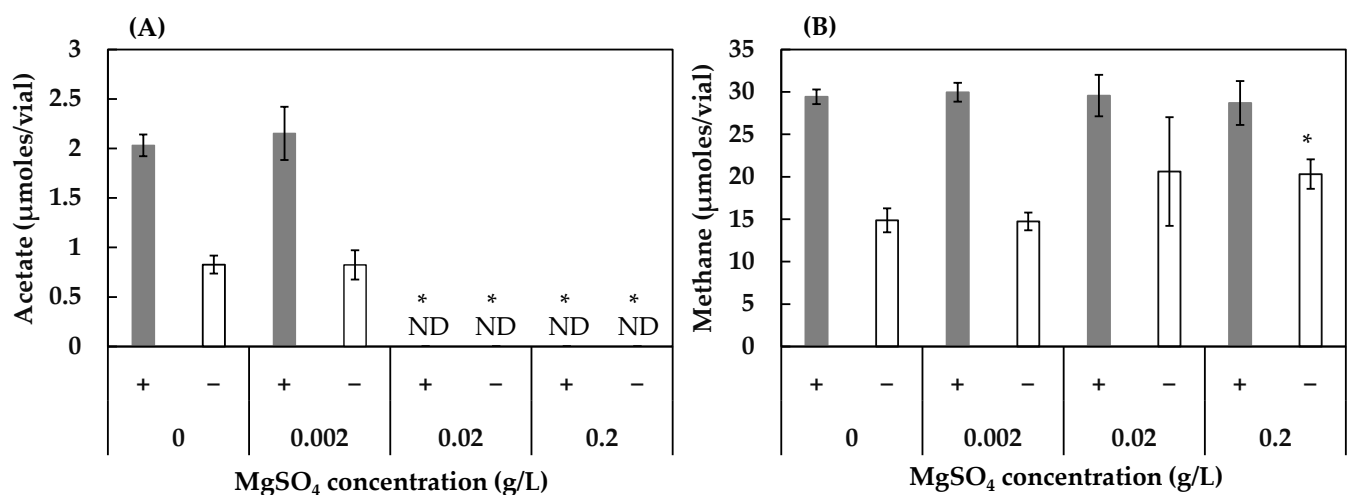 (A)
Acetate (µmoles/vial)
3
2.5
2
1.5
1
0.5
0
* * * *
ND ND ND ND
+ − + − + − + −
0 0.002 0.02 0.2
MgSO₄ concentration (g/L)
(B)
Methane (µmoles/vial)
35
30
25
20
15
10
5
0
*
+ − + − + − + −
0 0.002 0.02 0.2
MgSO₄ concentration (g/L)